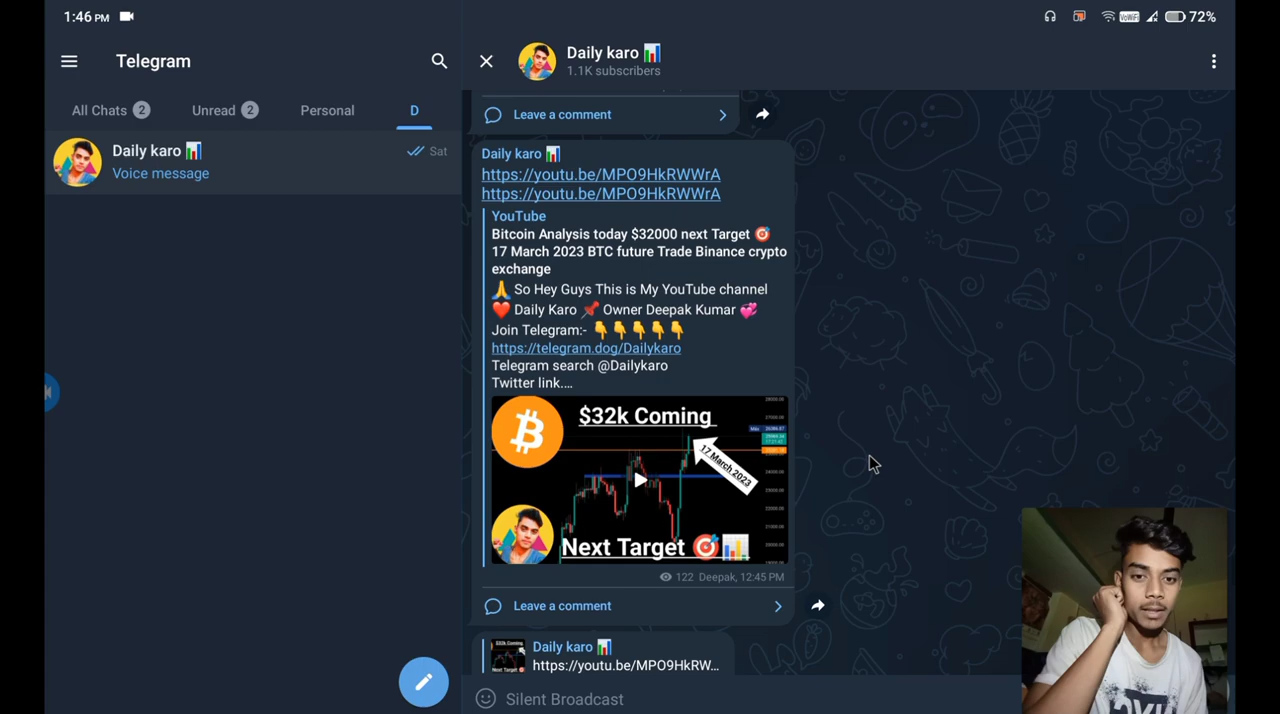 1:46 PM
VoWiFi
72%
Telegram
All Chats 2
Unread 2
Personal
D
Daily karo 📊
Sat
Voice message
Daily karo 📊
1.1K subscribers
Leave a comment
Daily karo 📊
https://youtu.be/MPO9HkRWWrA
https://youtu.be/MPO9HkRWWrA
YouTube
Bitcoin Analysis today $32000 next Target 🎯
17 March 2023 BTC future Trade Binance crypto
exchange
🙏 So Hey Guys This is My YouTube channel
❤️ Daily Karo 📌 Owner Deepak Kumar 💞
Join Telegram:- 👇👇👇👇👇
https://telegram.dog/Dailykaro
Telegram search @Dailykaro
Twitter link....
$32k Coming
17 March 2023
Next Target 🎯📊
122 Deepak, 12:45 PM
Leave a comment
Daily karo 📊
https://youtu.be/MPO9HkRW...
Silent Broadcast